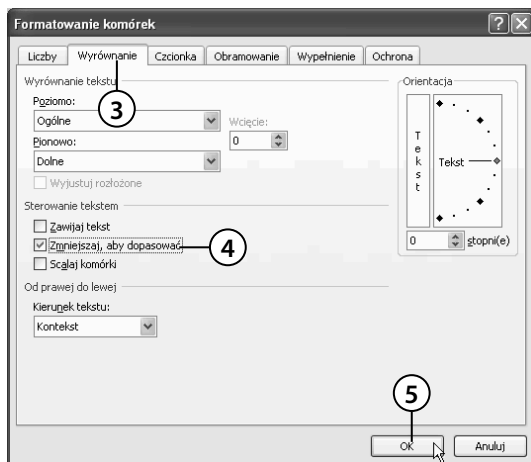 Formatowanie komórek
Liczby Wyrównanie Czcionka Obramowanie Wypełnienie Ochrona
Wyrównanie tekstu
Poziomo:
Ogólne
Wcięcie:
0
Pionowo:
Dolne
Wyjustuj rozłożone
Sterowanie tekstem
Zawijaj tekst
Zmniejszaj, aby dopasować
Scalaj komórki
Od prawej do lewej
Kierunek tekstu:
Kontekst
Orientacja
Tekst
Tekst
0 stopni(e)
3
4
5
OK Anuluj